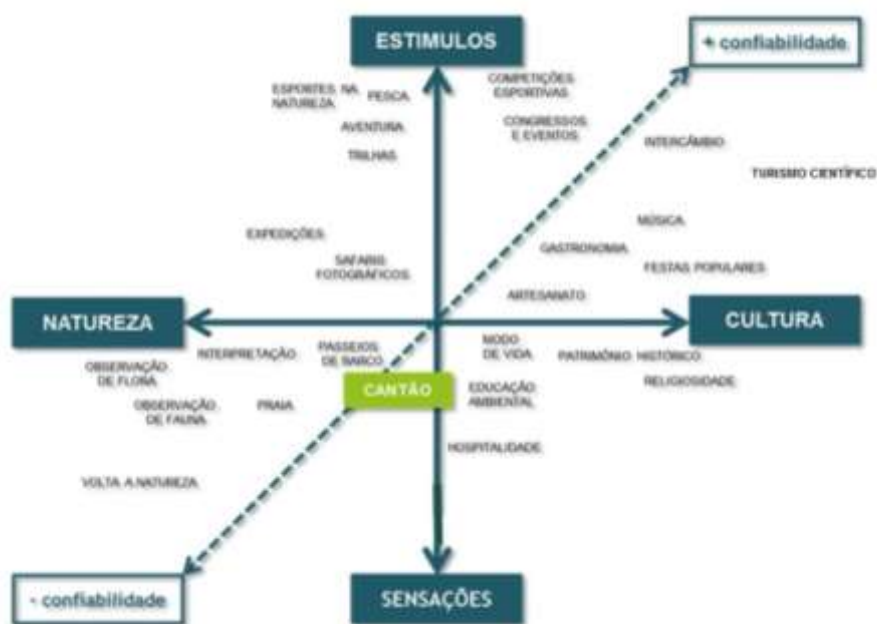 ESTIMULOS
+ confiabilidade
ESPORTES NA
NATUREZA
PESCA
COMPETIÇÕES
ESPORTIVAS
AVENTURA
CONGRESSOS
E EVENTOS
TRILHAS
INTERCÂMBIO
TURISMO CIENTÍFICO
MÚSICA
EXPEDIÇÕES
GASTRONOMIA
SAFARIS
FOTOGRÁFICOS
FESTAS POPULARES
ARTESANATO
NATUREZA
CULTURA
INTERPRETAÇÃO
PASSEIOS
DE BARCO
MODO
DE VIDA
PATRIMÔNIO HISTÓRICO
OBSERVAÇÃO
DE FLORA
CANTÃO
EDUCAÇÃO
AMBIENTAL
RELIGIOSIDADE
OBSERVAÇÃO
DE FAUNA
PRAIA
HOSPITALIDADE
VOLTA A NATUREZA
- confiabilidade
SENSAÇÕES